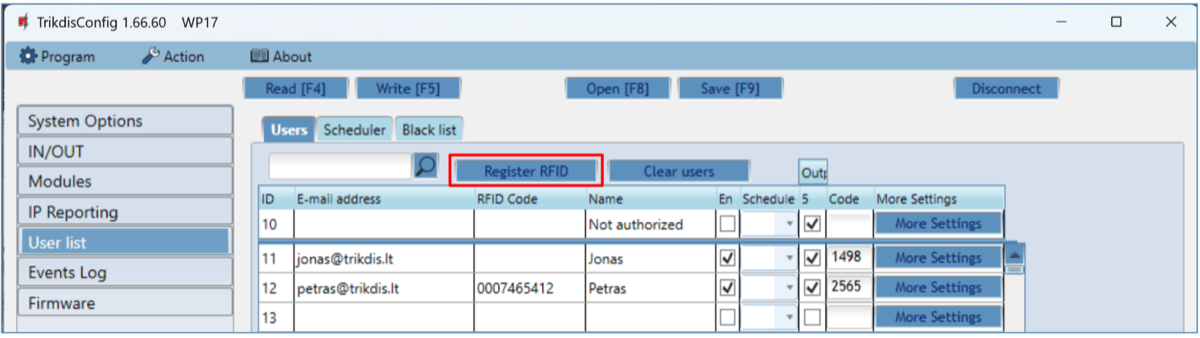 TrikdisConfig 1.66.60 WP17
Program Action About
Read [F4] Write [F5] Open [F8] Save [F9] Disconnect
System Options
IN/OUT
Modules
IP Reporting
User list
Events Log
Firmware
Users Scheduler Black list
Register RFID Clear users Outp
ID E-mail address RFID Code Name En Schedule 5 Code More Settings
10 Not authorized More Settings
11 jonas@trikdis.lt Jonas 1498 More Settings
12 petras@trikdis.lt 0007465412 Petras 2565 More Settings
13 More Settings